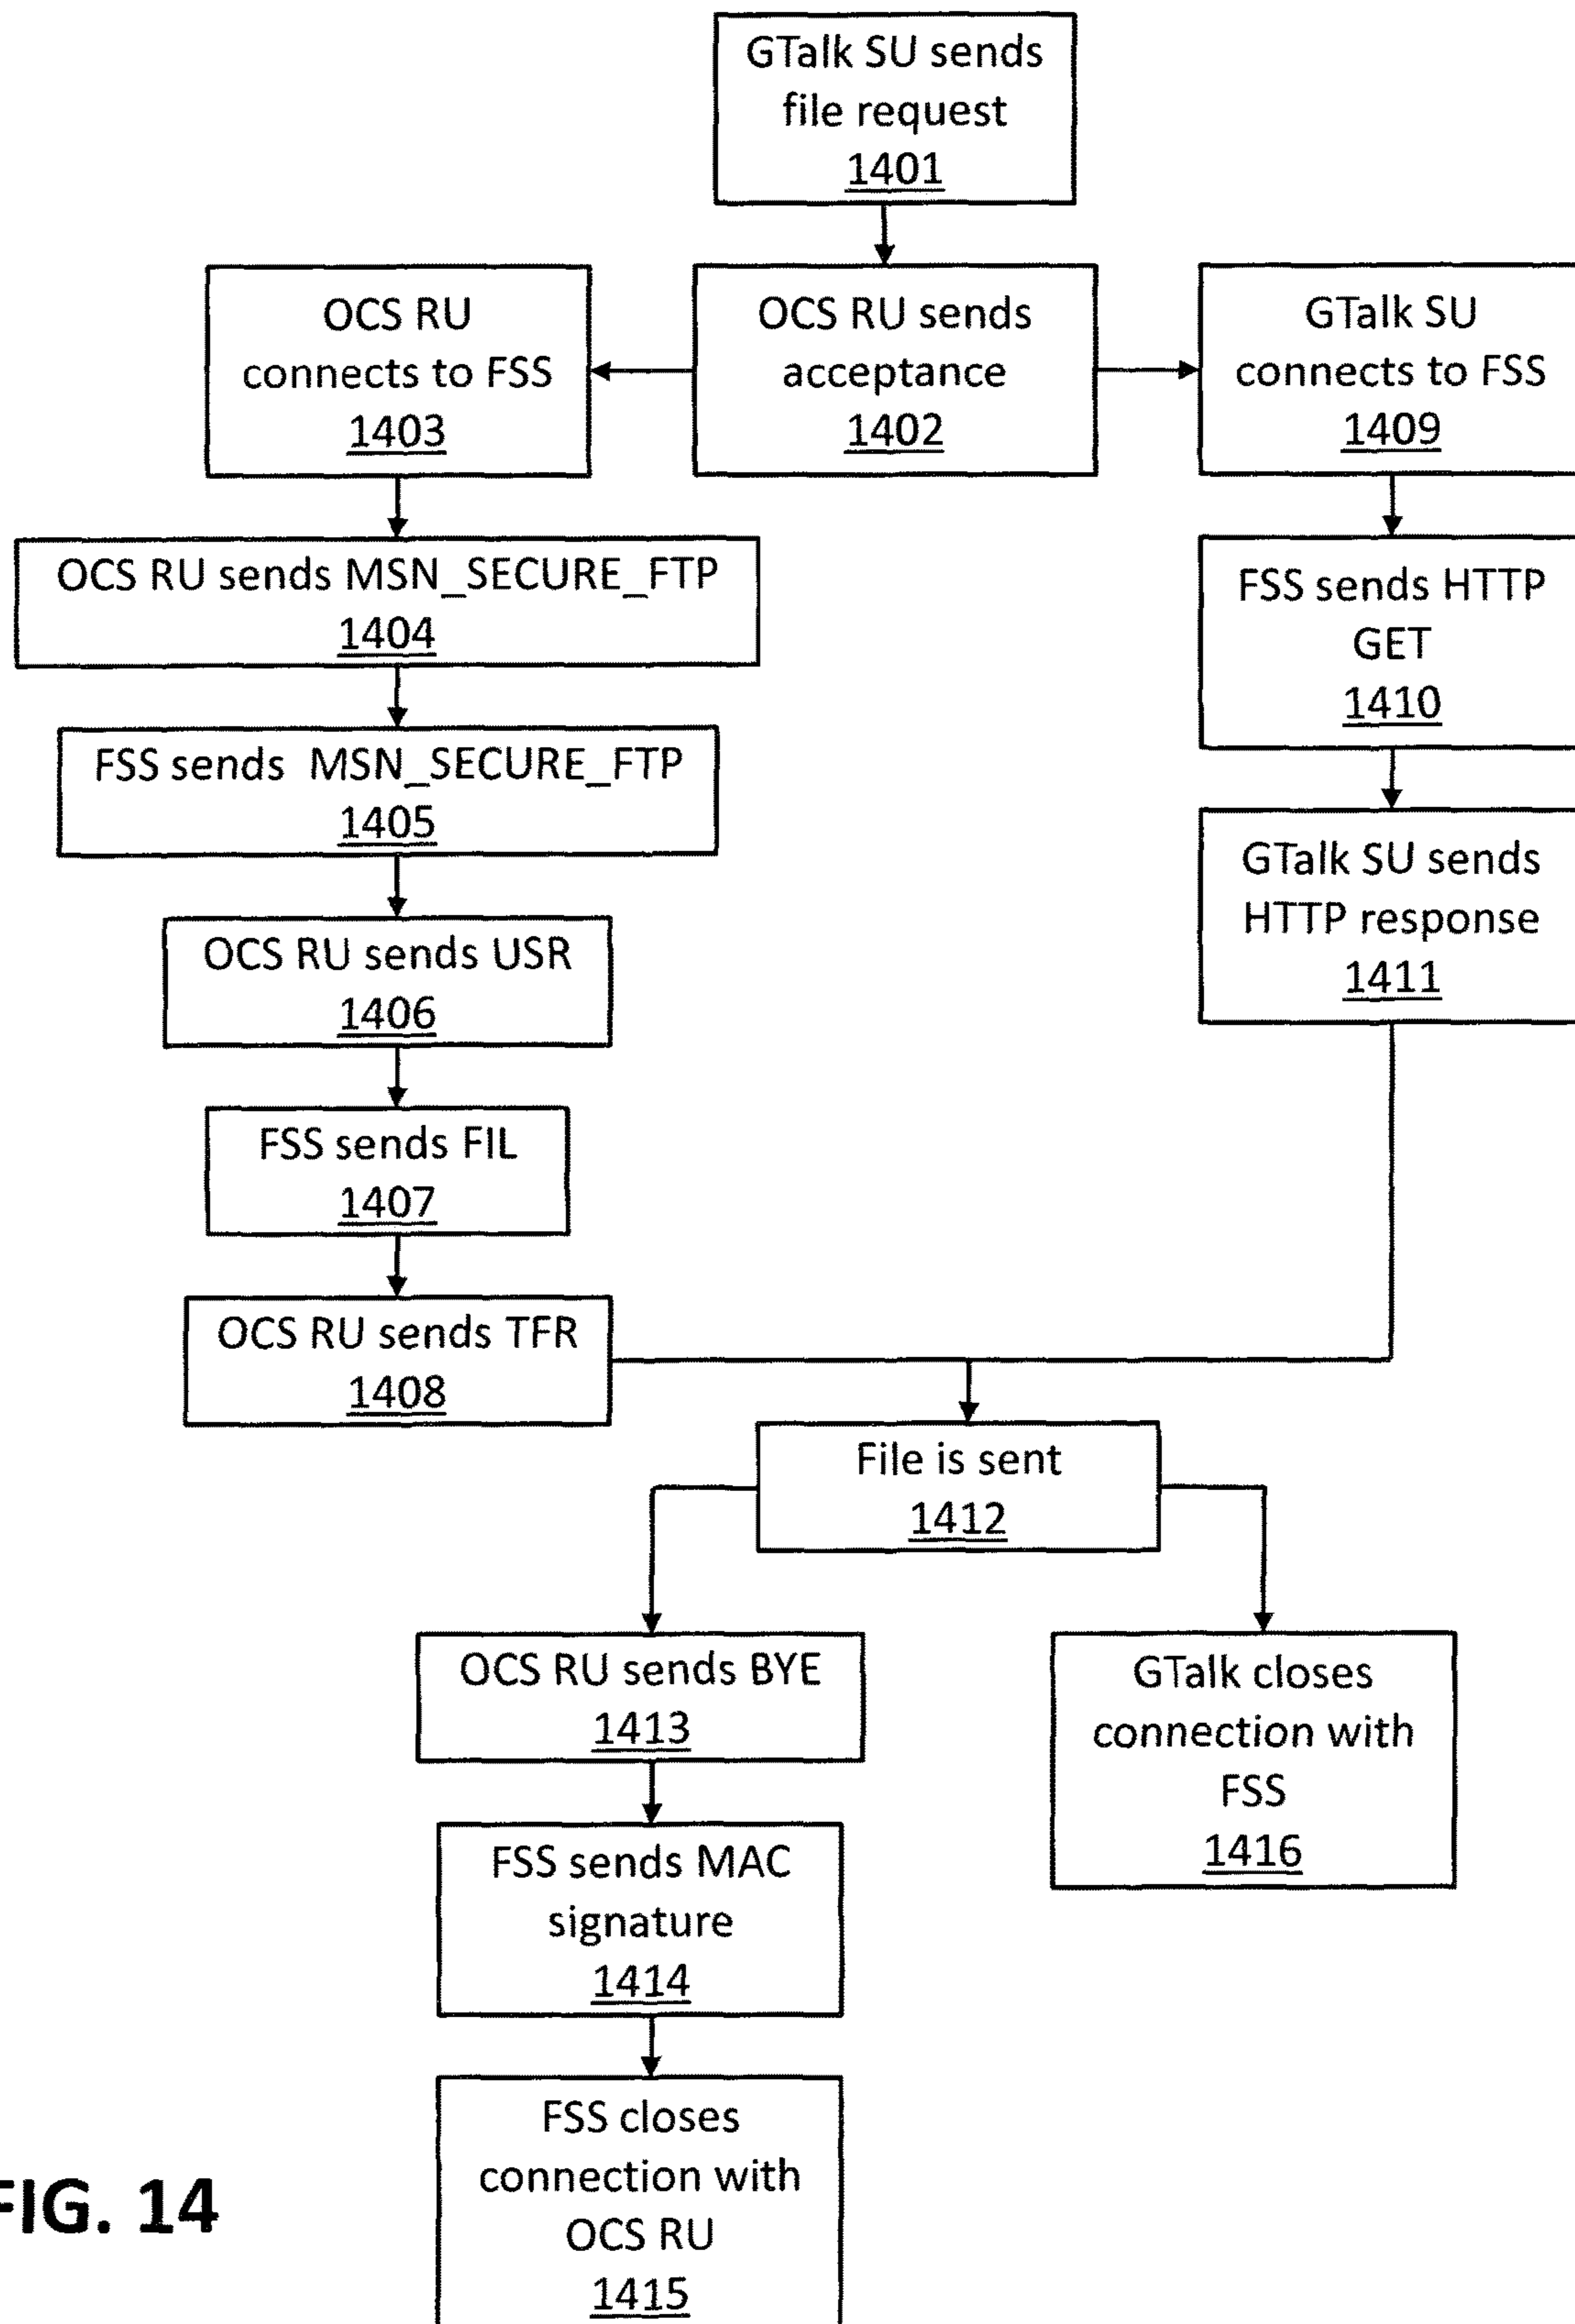 GTalk SU sends
file request
1401
OCS RU
connects to FSS
1403
OCS RU sends
acceptance
1402
GTalk SU
connects to FSS
1409
OCS RU sends MSN_SECURE_FTP
1404
FSS sends HTTP
GET
1410
FSS sends MSN_SECURE_FTP
1405
GTalk SU sends
HTTP response
1411
OCS RU sends USR
1406
FSS sends FIL
1407
OCS RU sends TFR
1408
File is sent
1412
OCS RU sends BYE
1413
GTalk closes
connection with
FSS
1416
FSS sends MAC
signature
1414
FSS closes
connection with
OCS RU
1415
FIG. 14